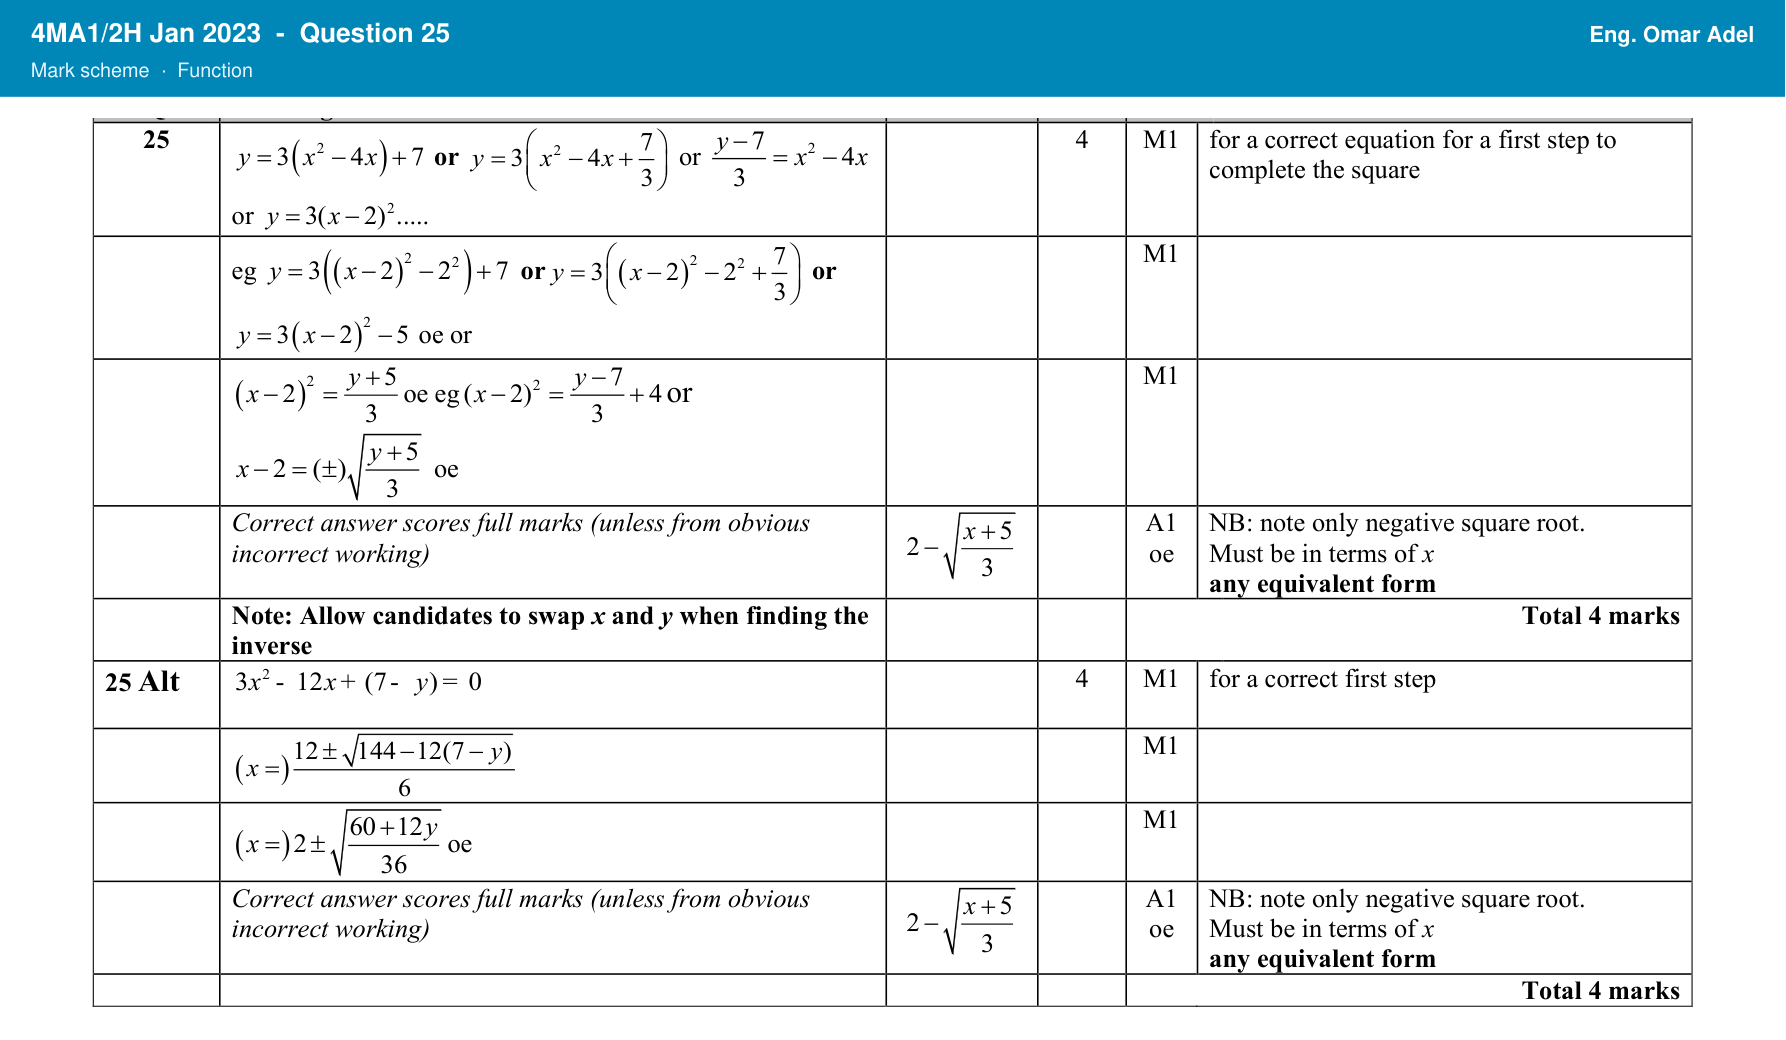 4MA1/2H Jan 2023 - Question 25
Eng. Omar Adel
Mark scheme · Function
25
y = 3(x² − 4x) + 7 or y = 3(x² − 4x + 7/3) or (y − 7)/3 = x² − 4x
or y = 3(x − 2)².....
4
M1
for a correct equation for a first step to
complete the square
eg y = 3((x − 2)² − 2²) + 7 or y = 3((x − 2)² − 2² + 7/3) or
y = 3(x − 2)² − 5 oe or
M1
(x − 2)² = (y + 5)/3 oe eg (x − 2)² = (y − 7)/3 + 4 or
x − 2 = (±)√((y + 5)/3) oe
M1
Correct answer scores full marks (unless from obvious
incorrect working)
2 − √((x + 5)/3)
A1
oe
NB: note only negative square root.
Must be in terms of x
any equivalent form
Note: Allow candidates to swap x and y when finding the
inverse
Total 4 marks
25 Alt
3x² - 12x + (7 - y) = 0
4
M1
for a correct first step
(x =) (12 ± √(144 − 12(7 − y)))/6
M1
(x =) 2 ± √((60 + 12y)/36) oe
M1
Correct answer scores full marks (unless from obvious
incorrect working)
2 − √((x + 5)/3)
A1
oe
NB: note only negative square root.
Must be in terms of x
any equivalent form
Total 4 marks